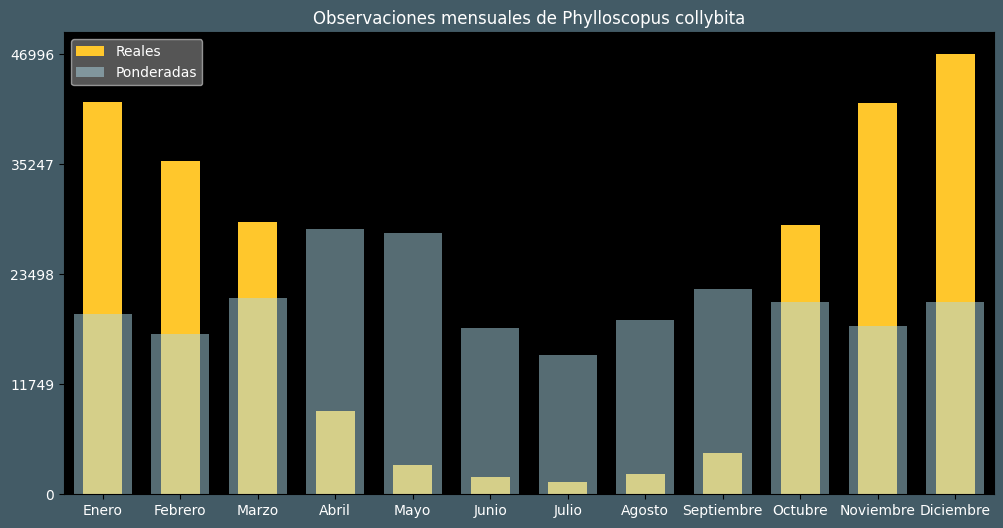 Observaciones mensuales de Phylloscopus collybita
Reales
Ponderadas
46996
35247
23498
11749
0
Enero Febrero Marzo Abril Mayo Junio Julio Agosto Septiembre Octubre Noviembre Diciembre